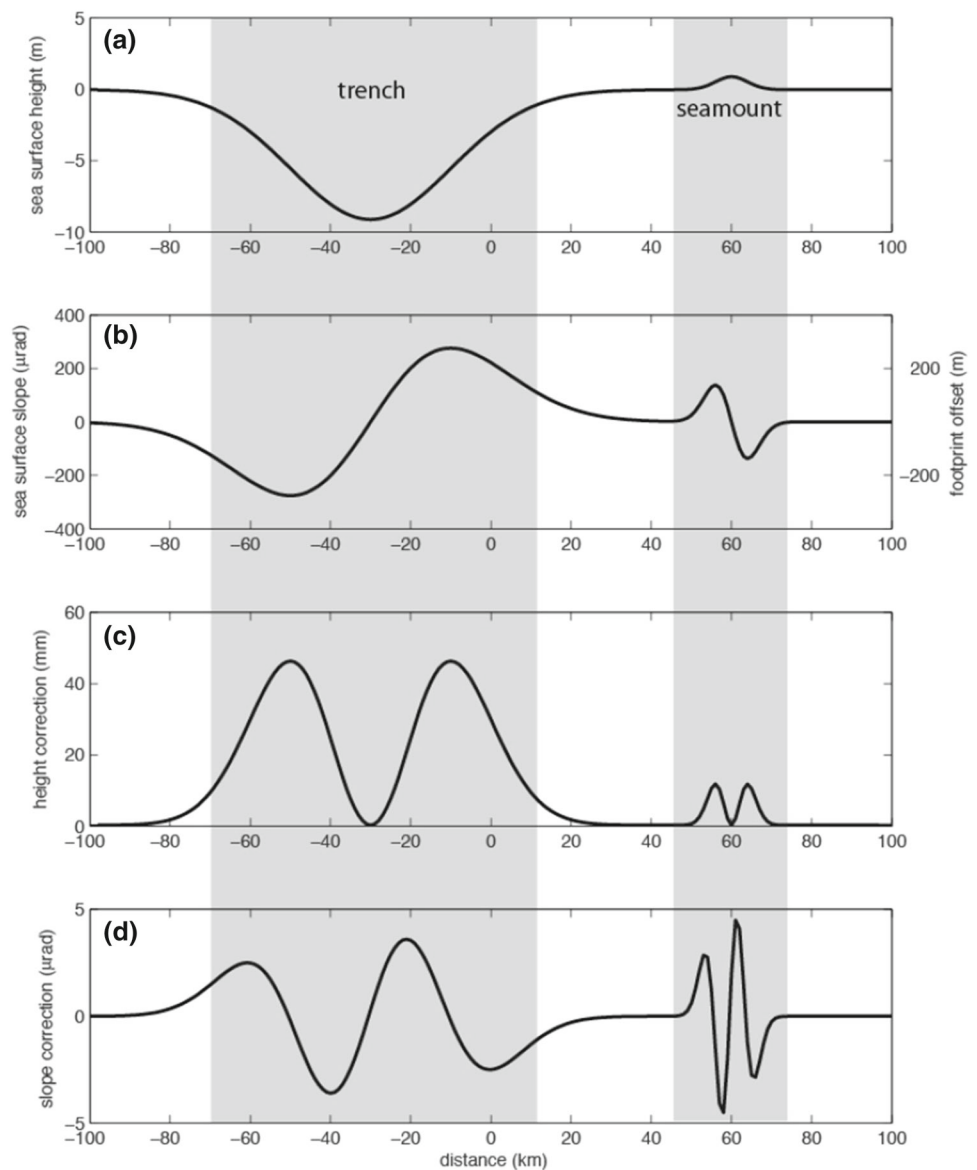 (a)
sea surface height (m)
5
0
−5
−10
trench
seamount
−100 −80 −60 −40 −20 0 20 40 60 80 100
(b)
sea surface slope (μrad)
400
200
0
−200
−400
200
−200
footprint offset (m)
−100 −80 −60 −40 −20 0 20 40 60 80 100
(c)
height correction (mm)
60
40
20
0
−100 −80 −60 −40 −20 0 20 40 60 80 100
(d)
slope correction (μrad)
5
0
−5
−100 −80 −60 −40 −20 0 20 40 60 80 100
distance (km)